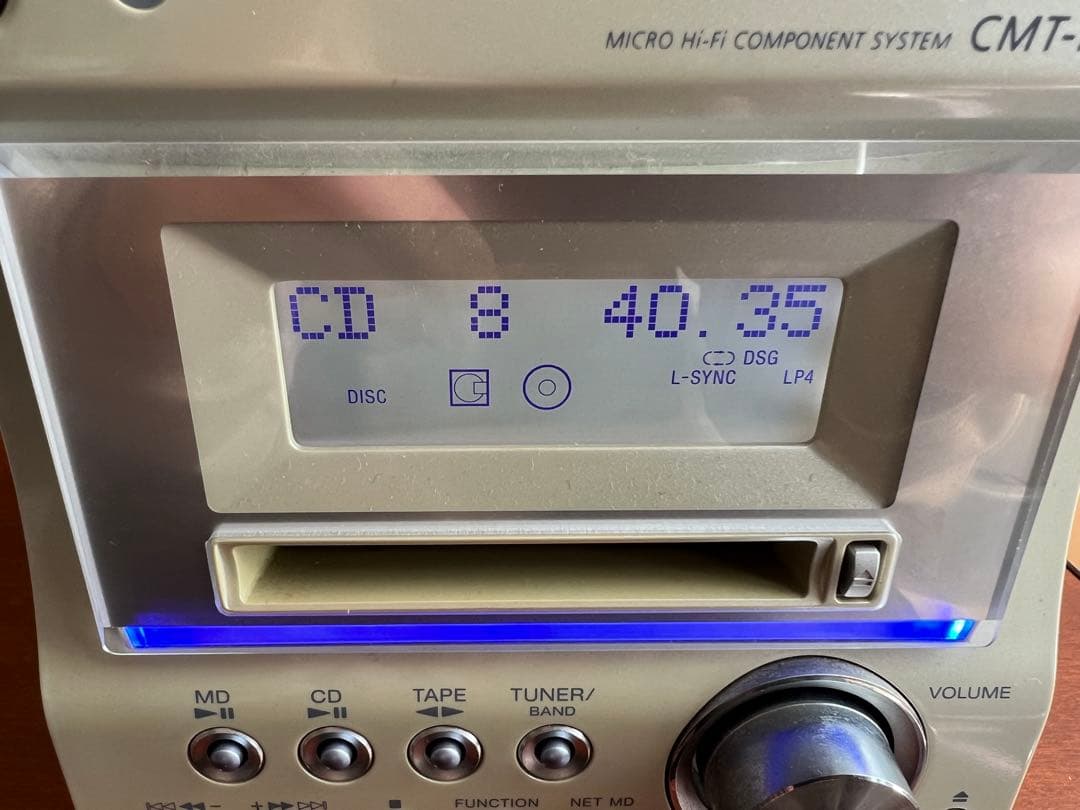 MICRO Hi-Fi COMPONENT SYSTEM CMT-
CD 8 40.35
DSG
L-SYNC LP4
DISC
MD CD TAPE TUNER/
BAND
VOLUME
- +
FUNCTION NET MD